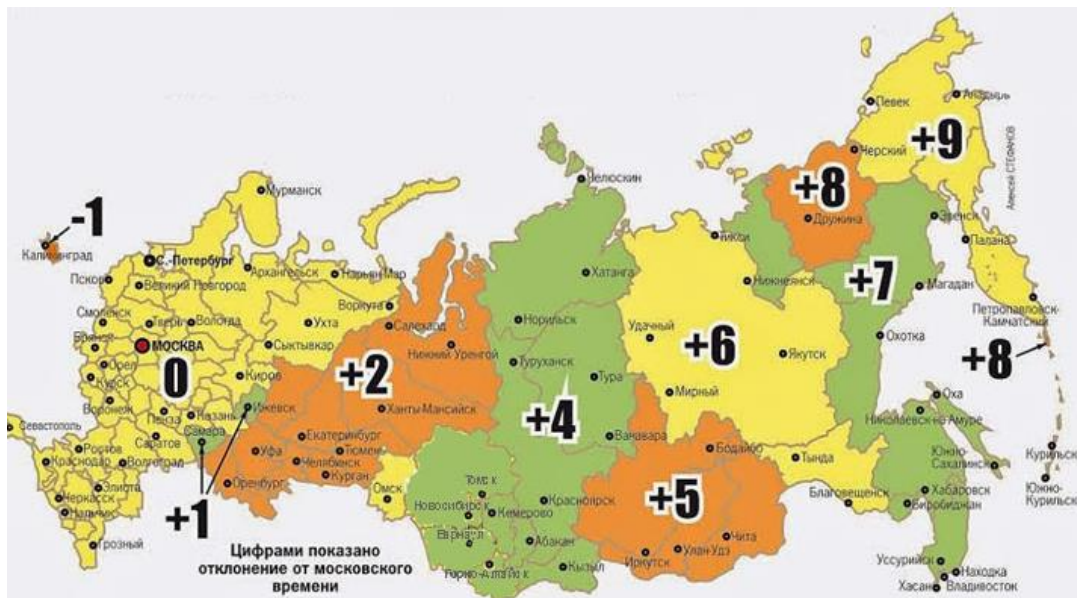 Певек
Анадырь
Алексей СТЕФАНОВ
+9
Черский
+8
Челюскин
Дружина
Мурманск
-1
Калининград
С.-Петербург
Эвенск
Палана
Псков
Великий Новгород
Архангельск
Нарьян-Мар
Хатанга
Тикси
Нижнеянск
+7
Магадан
Петропавловск-
Камчатский
Смоленск
Тверь
Вологда
Воркута
Ухта
Салехард
Норильск
Удачный
Охотка
Брянск
МОСКВА
Сыктывкар
Нижний Уренгой
Туруханск
+6
Якутск
+8
Орел
0
Киров
+2
Тура
Курск
Мирный
Оха
Воронеж
Пенза
Казань
Ижевск
Ханты-Мансийск
+4
Николаевск-на-Амуре
Севастополь
Самара
Саратов
Екатеринбург
Ванавара
Бодайбо
Ростов
Уфа
Тюмень
Тында
Южно-
Сахалинск
Курильск
Краснодар
Волгоград
Челябинск
Оренбург
Курган
Омск
Томск
+5
Благовещенск
Хабаровск
Южно-
Курильск
Элиста
Черкасск
Новосибирск
Кемерово
Красноярск
Биробиджан
Нальчик
+1
Барнаул
Чита
Грозный
Цифрами показано
отклонение от московского
времени
Абакан
Иркутск
Улан-Удэ
Горно-Алтайск
Кызыл
Уссурийск
Находка
Хасан
Владивосток